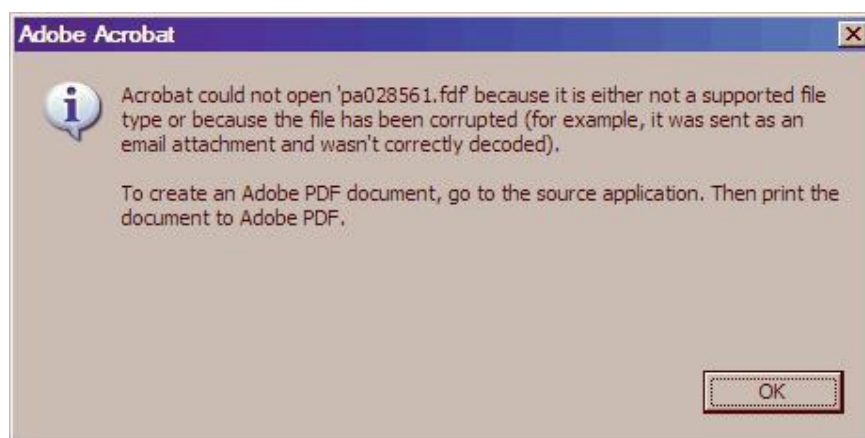 Adobe Acrobat
Acrobat could not open 'pa028561.fdf' because it is either not a supported file
type or because the file has been corrupted (for example, it was sent as an
email attachment and wasn't correctly decoded).
To create an Adobe PDF document, go to the source application. Then print the
document to Adobe PDF.
OK